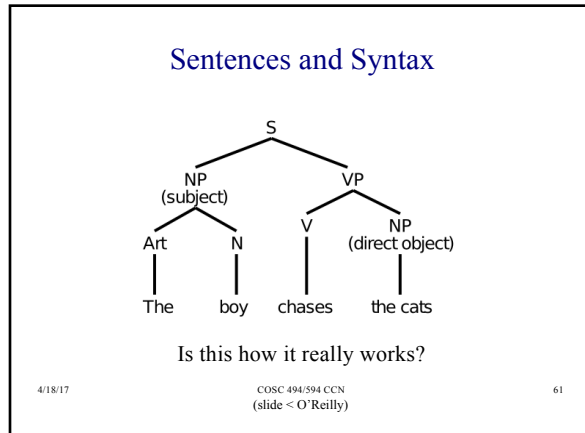 Sentences and Syntax
S
NP VP
(subject)
Art N V NP
(direct object)
The boy chases the cats
Is this how it really works?
4/18/17 COSC 494/594 CCN 61
(slide < O'Reilly)